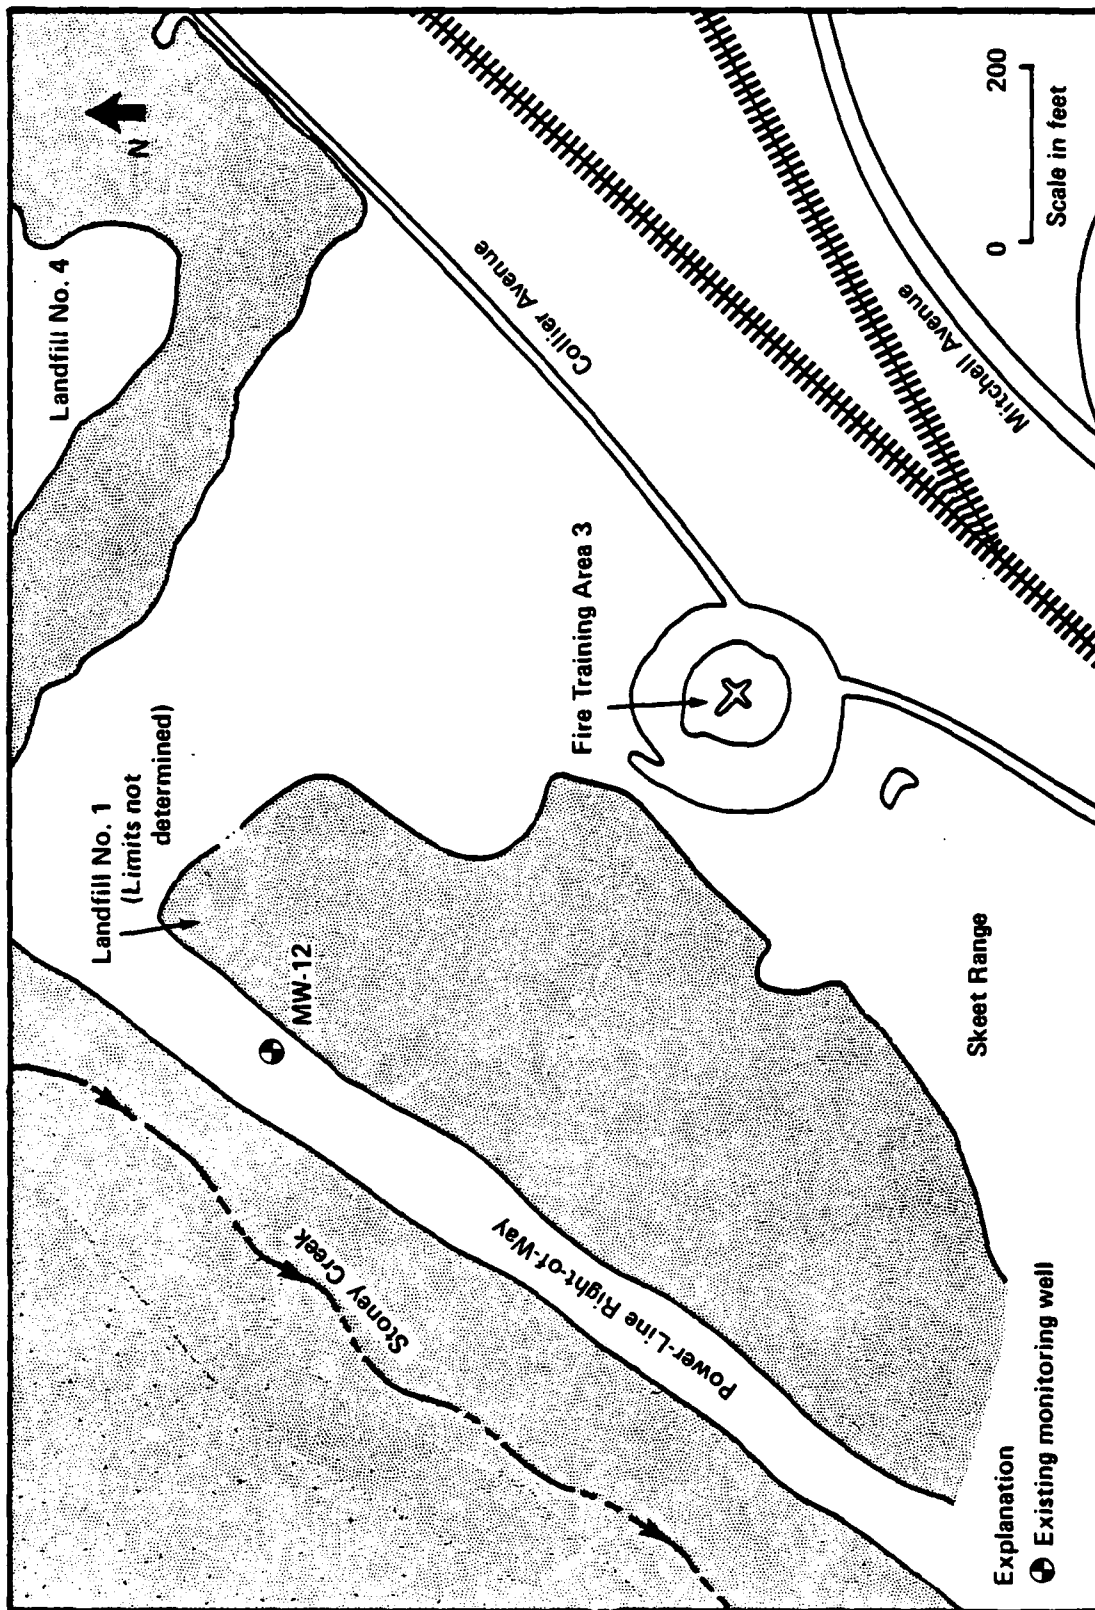 N
Landfill No. 4
Landfill No. 1
(Limits not
determined)
MW-12
Stoney Creek
Power-Line Right-of-Way
Fire Training Area 3
Collier Avenue
Mitchell Avenue
Skeet Range
0 200
Scale in feet
Explanation
Existing monitoring well